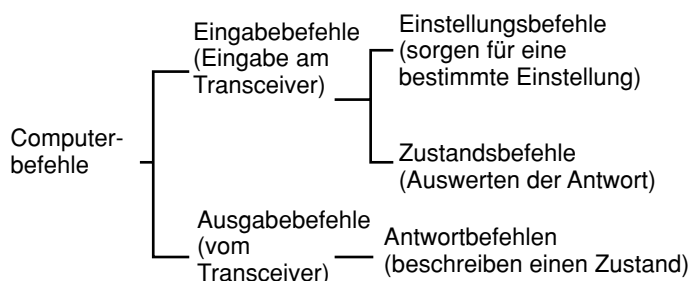 Computer-
befehle
Eingabebefehle
(Eingabe am
Transceiver)
Einstellungsbefehle
(sorgen für eine
bestimmte Einstellung)
Zustandsbefehle
(Auswerten der Antwort)
Ausgabebefehle
(vom
Transceiver)
Antwortbefehlen
(beschreiben einen Zustand)